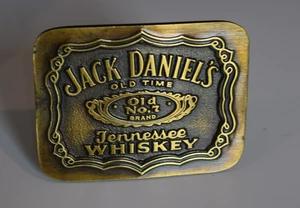 JACK DANIEL'S
OLD TIME
Old
No.7
BRAND
Tennessee
WHISKEY